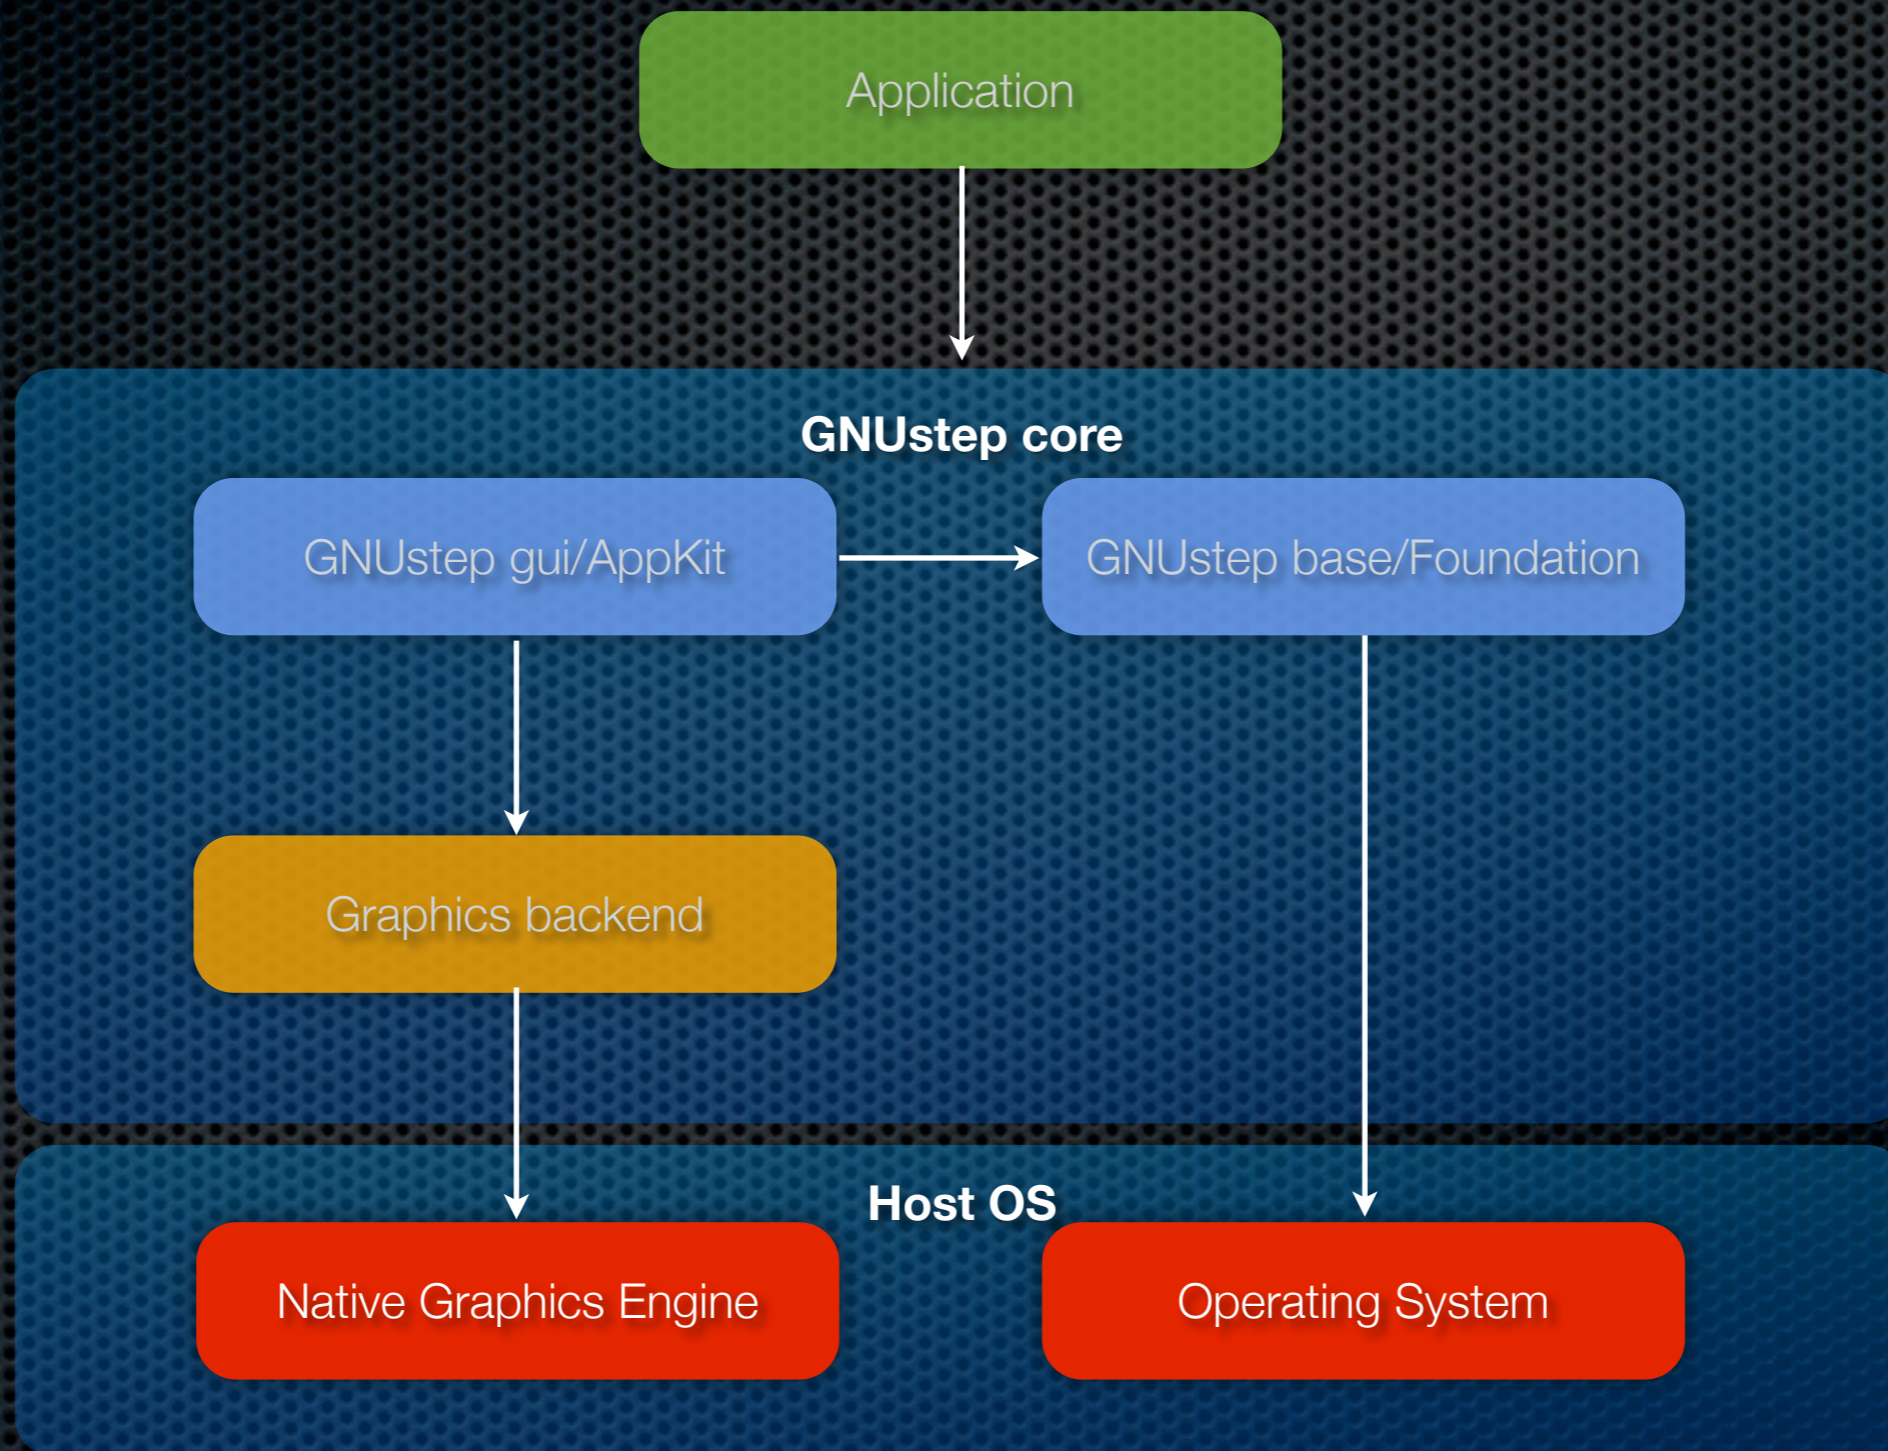 Application
GNUstep core
GNUstep gui/AppKit
GNUstep base/Foundation
Graphics backend
Host OS
Native Graphics Engine
Operating System